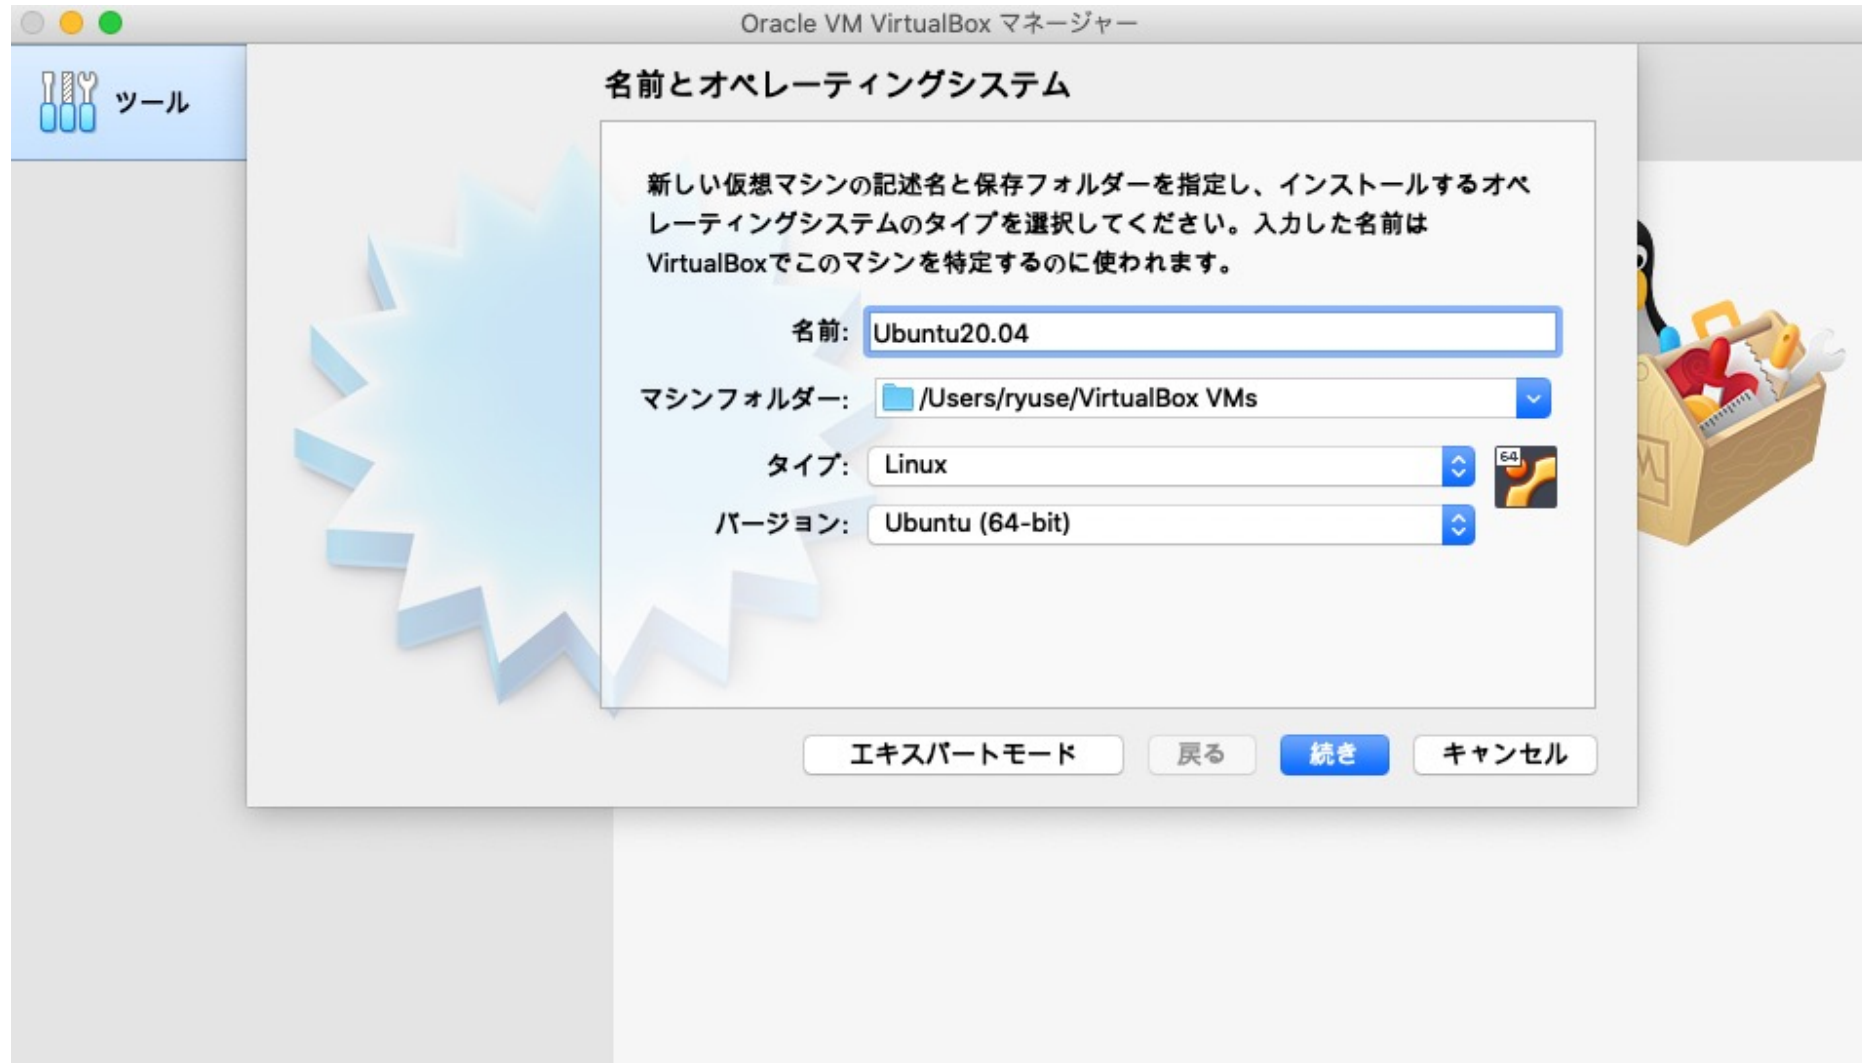 Oracle VM VirtualBox マネージャー
ツール
名前とオペレーティングシステム
新しい仮想マシンの記述名と保存フォルダーを指定し、インストールするオペ
レーティングシステムのタイプを選択してください。入力した名前は
VirtualBoxでこのマシンを特定するのに使われます。
名前: Ubuntu20.04
マシンフォルダー: /Users/ryuse/VirtualBox VMs
タイプ: Linux
64
バージョン: Ubuntu (64-bit)
エキスパートモード 戻る 続き キャンセル